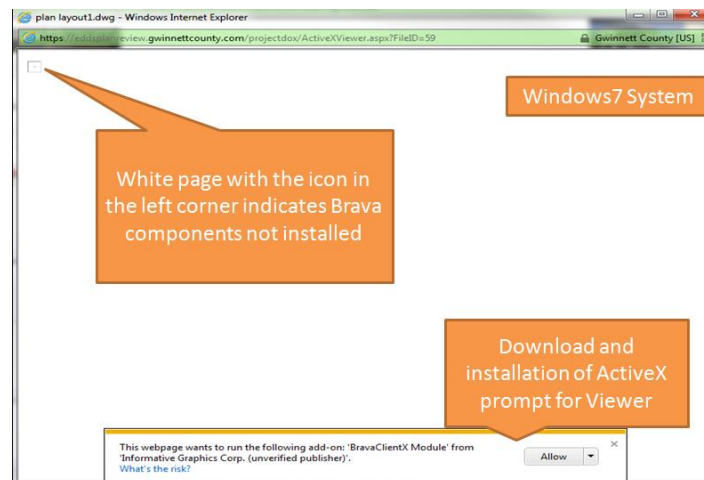 plan layout1.dwg - Windows Internet Explorer
https://eddsplanreview.gwinnettcounty.com/projectdox/ActiveXViewer.aspx?FileID=59
Gwinnett County [US]
Windows7 System
White page with the icon in
the left corner indicates Brava
components not installed
Download and
installation of ActiveX
prompt for Viewer
This webpage wants to run the following add-on: 'BravaClientX Module' from
'Informative Graphics Corp. (unverified publisher)'.
What's the risk?
Allow